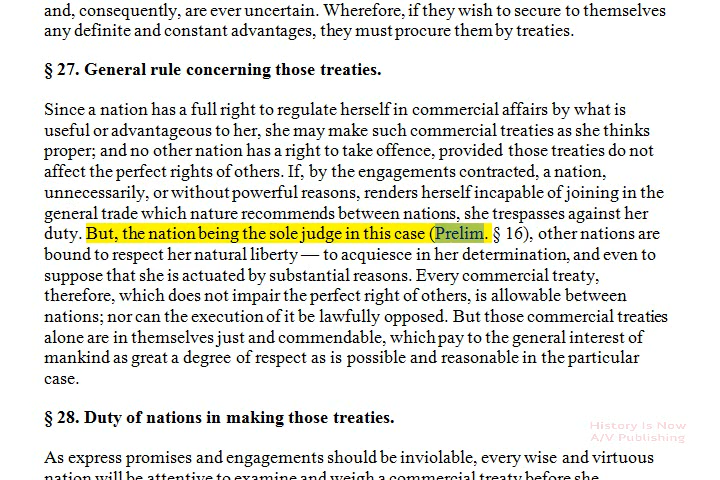 and, consequently, are ever uncertain. Wherefore, if they wish to secure to themselves
any definite and constant advantages, they must procure them by treaties.
§ 27. General rule concerning those treaties.
Since a nation has a full right to regulate herself in commercial affairs by what is
useful or advantageous to her, she may make such commercial treaties as she thinks
proper; and no other nation has a right to take offence, provided those treaties do not
affect the perfect rights of others. If, by the engagements contracted, a nation,
unnecessarily, or without powerful reasons, renders herself incapable of joining in the
general trade which nature recommends between nations, she trespasses against her
duty. But, the nation being the sole judge in this case (Prelim. § 16), other nations are
bound to respect her natural liberty — to acquiesce in her determination, and even to
suppose that she is actuated by substantial reasons. Every commercial treaty,
therefore, which does not impair the perfect right of others, is allowable between
nations; nor can the execution of it be lawfully opposed. But those commercial treaties
alone are in themselves just and commendable, which pay to the general interest of
mankind as great a degree of respect as is possible and reasonable in the particular
case.
§ 28. Duty of nations in making those treaties.
History Is Now
A/V Publishing
As express promises and engagements should be inviolable, every wise and virtuous
nation will be attentive to examine and weigh a commercial treaty before she